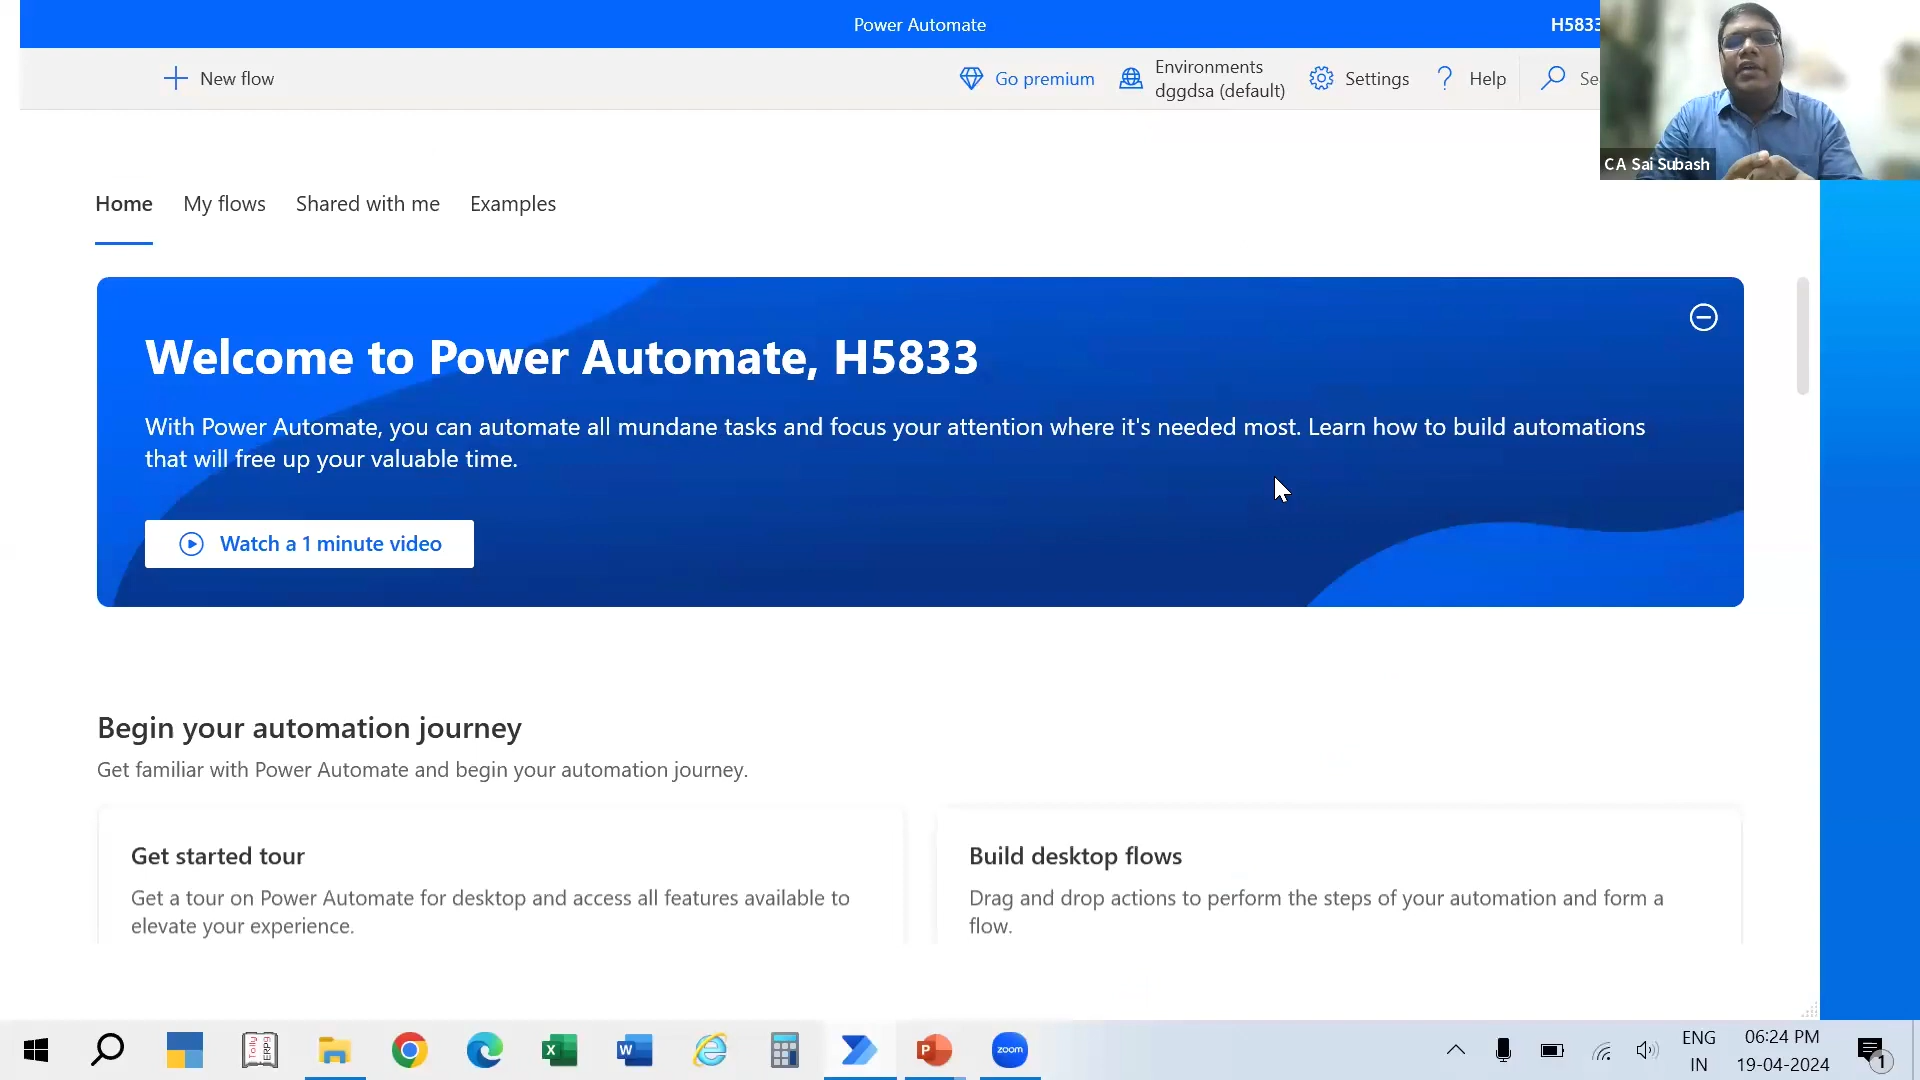 Power Automate
H5833
New flow
Go premium
Environments
dggdsa (default)
Settings
Help
Se
CA Sai Subash
Home
My flows
Shared with me
Examples
Welcome to Power Automate, H5833
With Power Automate, you can automate all mundane tasks and focus your attention where it's needed most. Learn how to build automations
that will free up your valuable time.
Watch a 1 minute video
Begin your automation journey
Get familiar with Power Automate and begin your automation journey.
Get started tour
Get a tour on Power Automate for desktop and access all features available to
elevate your experience.
Build desktop flows
Drag and drop actions to perform the steps of your automation and form a
flow.
Tally
ERP9
X
W
P
zoom
ENG
IN
06:24 PM
19-04-2024
1